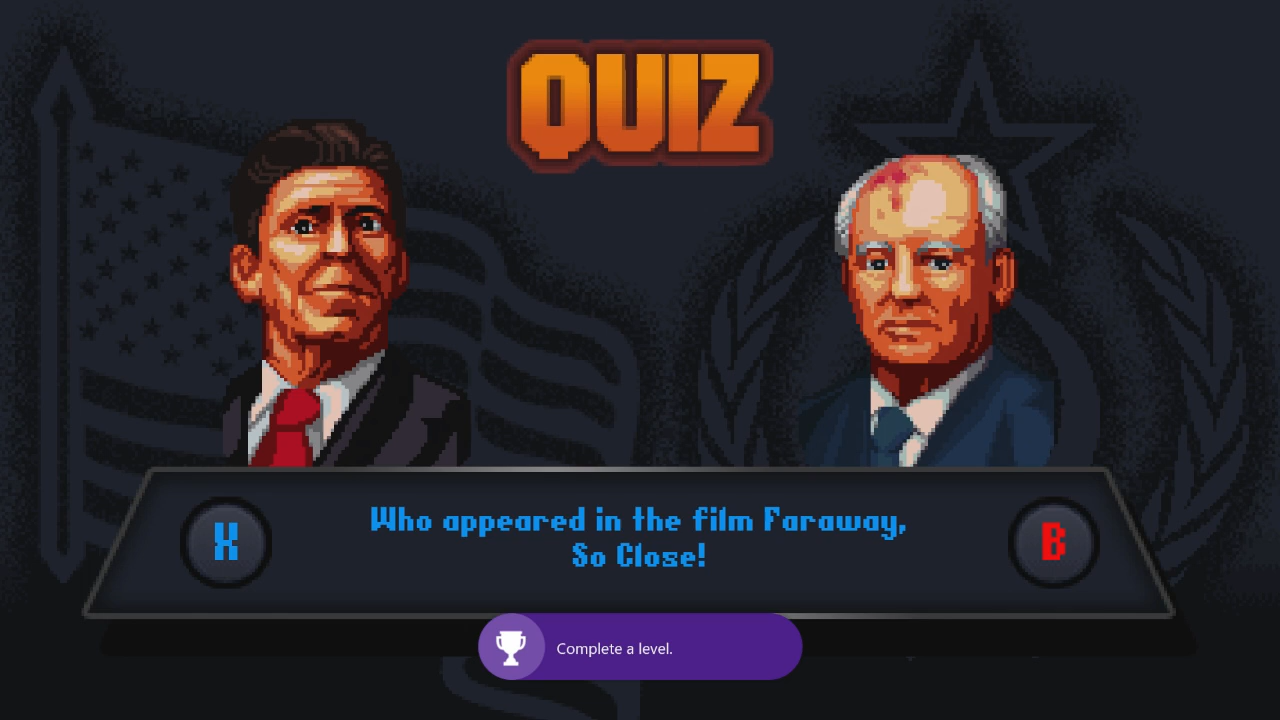 QUIZ
Who appeared in the film Faraway,
So Close!
X
B
Complete a level.